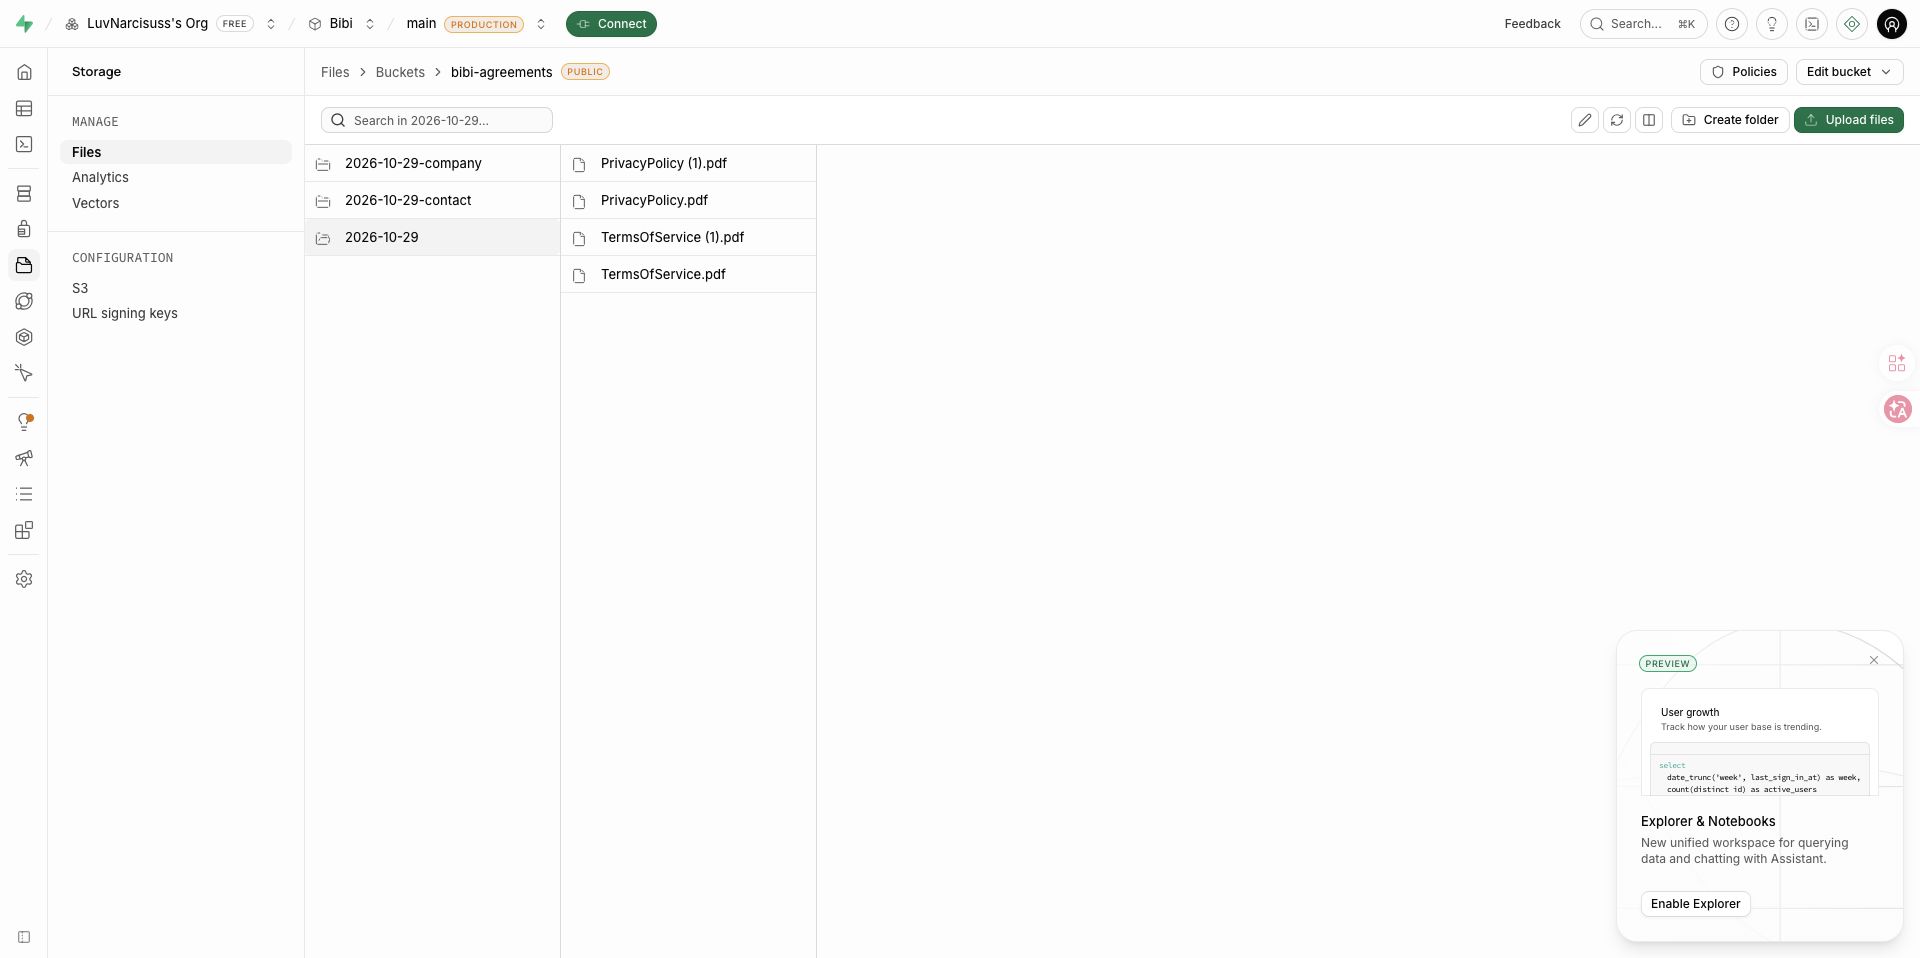 LuvNarcisuss's Org FREE
Bibi
main PRODUCTION
Connect
Feedback
Search... ⌘K
Storage
Files > Buckets > bibi-agreements PUBLIC
Policies
Edit bucket
MANAGE
Files
Analytics
Vectors
CONFIGURATION
S3
URL signing keys
Search in 2026-10-29...
Create folder
Upload files
2026-10-29-company
2026-10-29-contact
2026-10-29
PrivacyPolicy (1).pdf
PrivacyPolicy.pdf
TermsOfService (1).pdf
TermsOfService.pdf
PREVIEW
User growth
Track how your user base is trending.
select
date_trunc('week', last_sign_in_at) as week,
count(distinct id) as active_users
Explorer & Notebooks
New unified workspace for querying
data and chatting with Assistant.
Enable Explorer